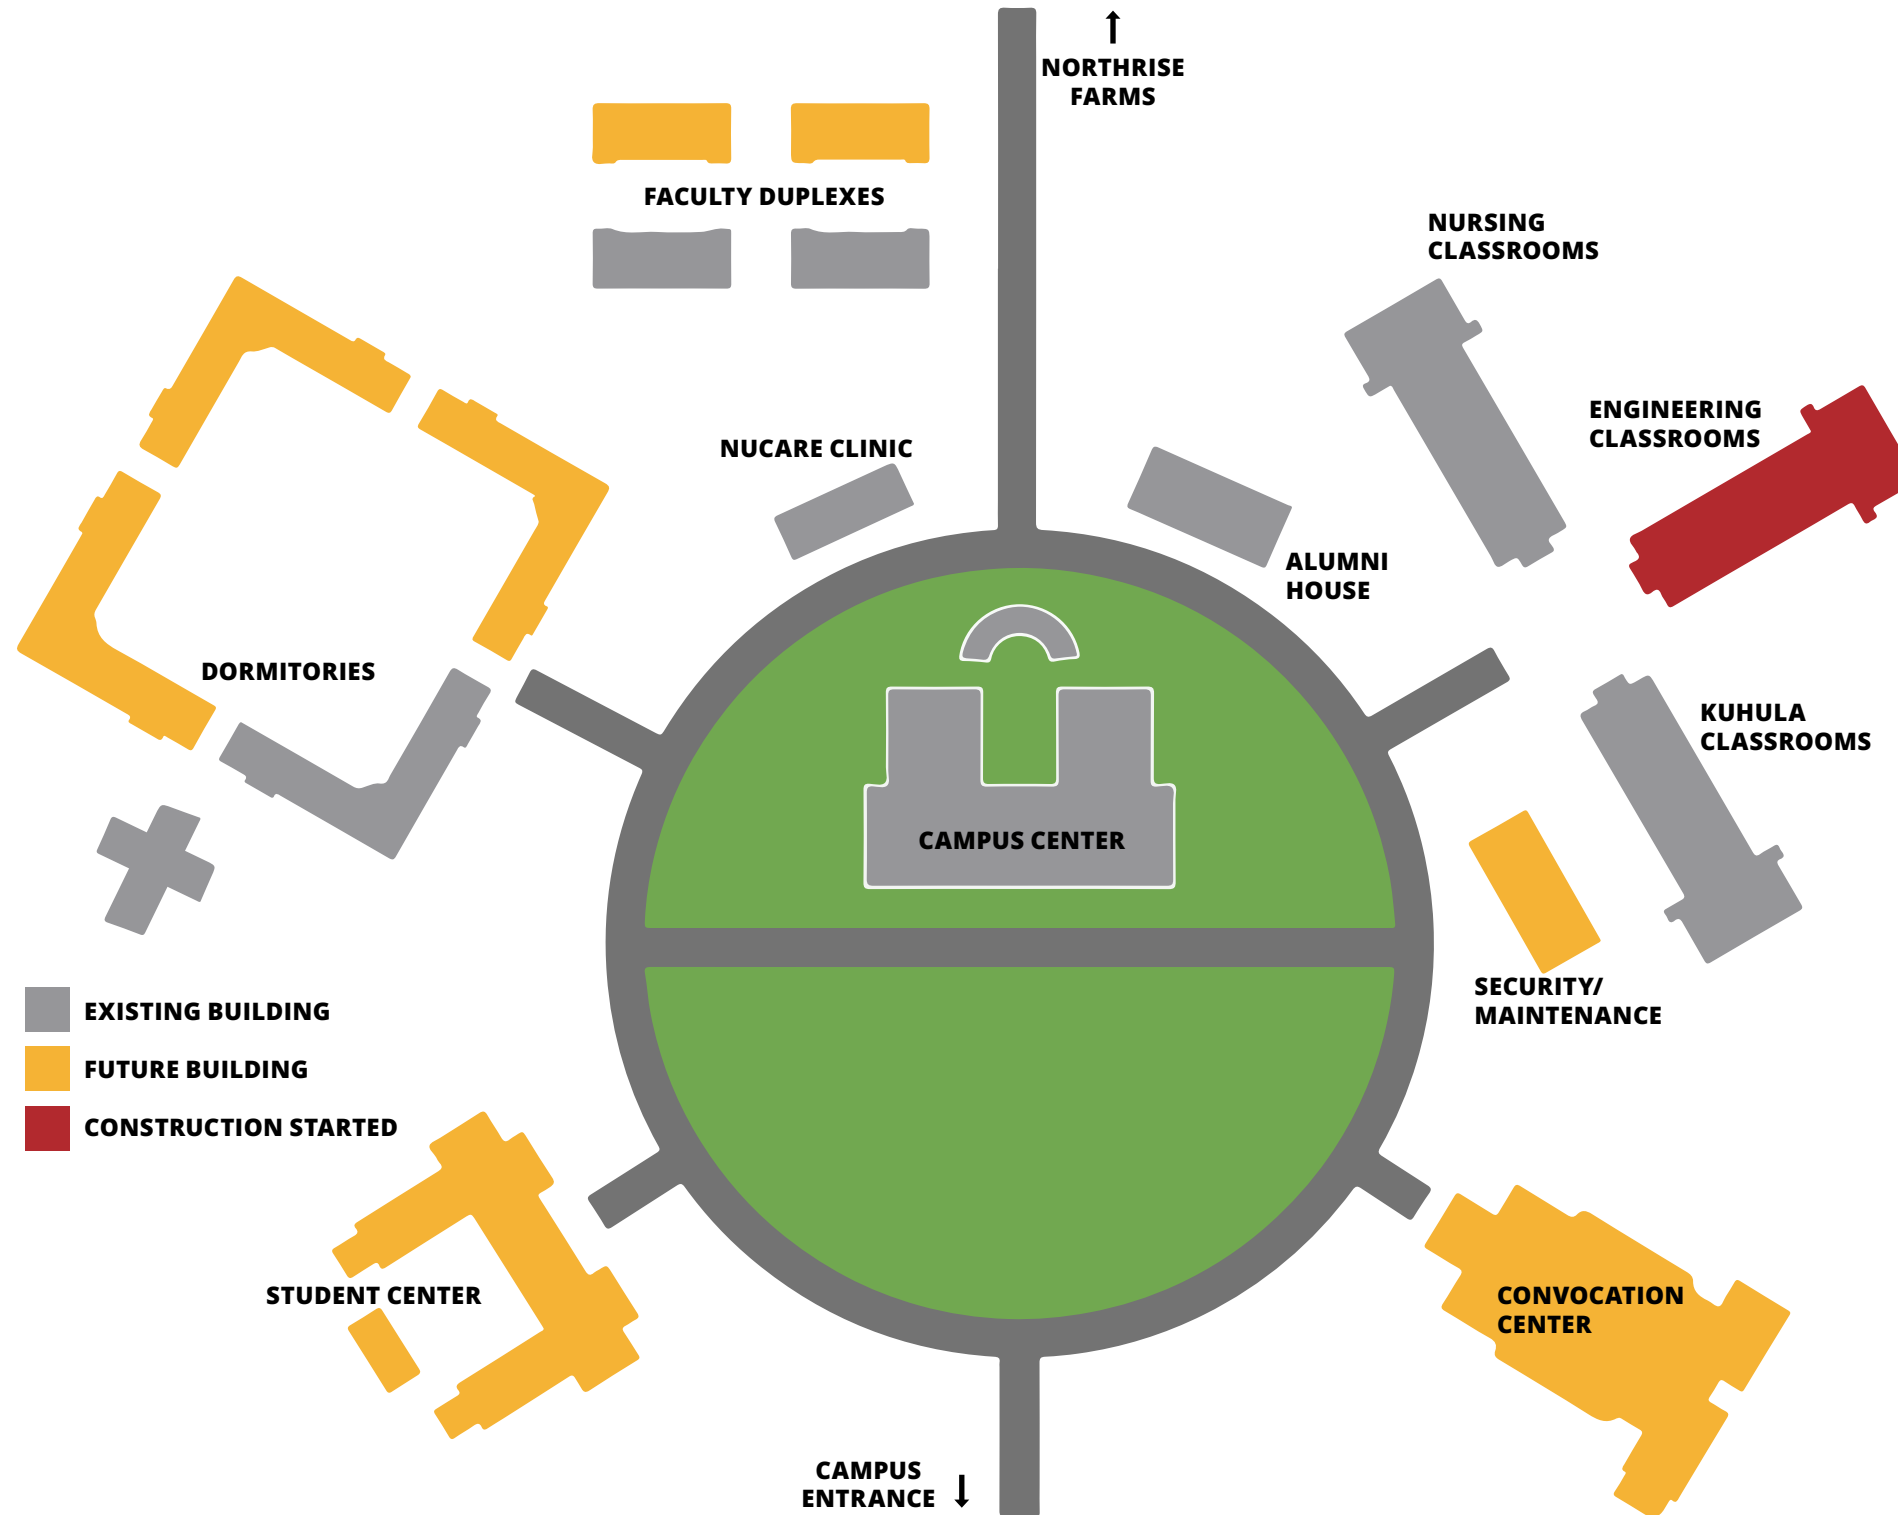 NORTHRISE
FARMS
FACULTY DUPLEXES
NURSING
CLASSROOMS
ENGINEERING
CLASSROOMS
NUCARE CLINIC
ALUMNI
HOUSE
DORMITORIES
KUHULA
CLASSROOMS
CAMPUS CENTER
SECURITY/
MAINTENANCE
EXISTING BUILDING
FUTURE BUILDING
CONSTRUCTION STARTED
STUDENT CENTER
CONVOCATION
CENTER
CAMPUS
ENTRANCE